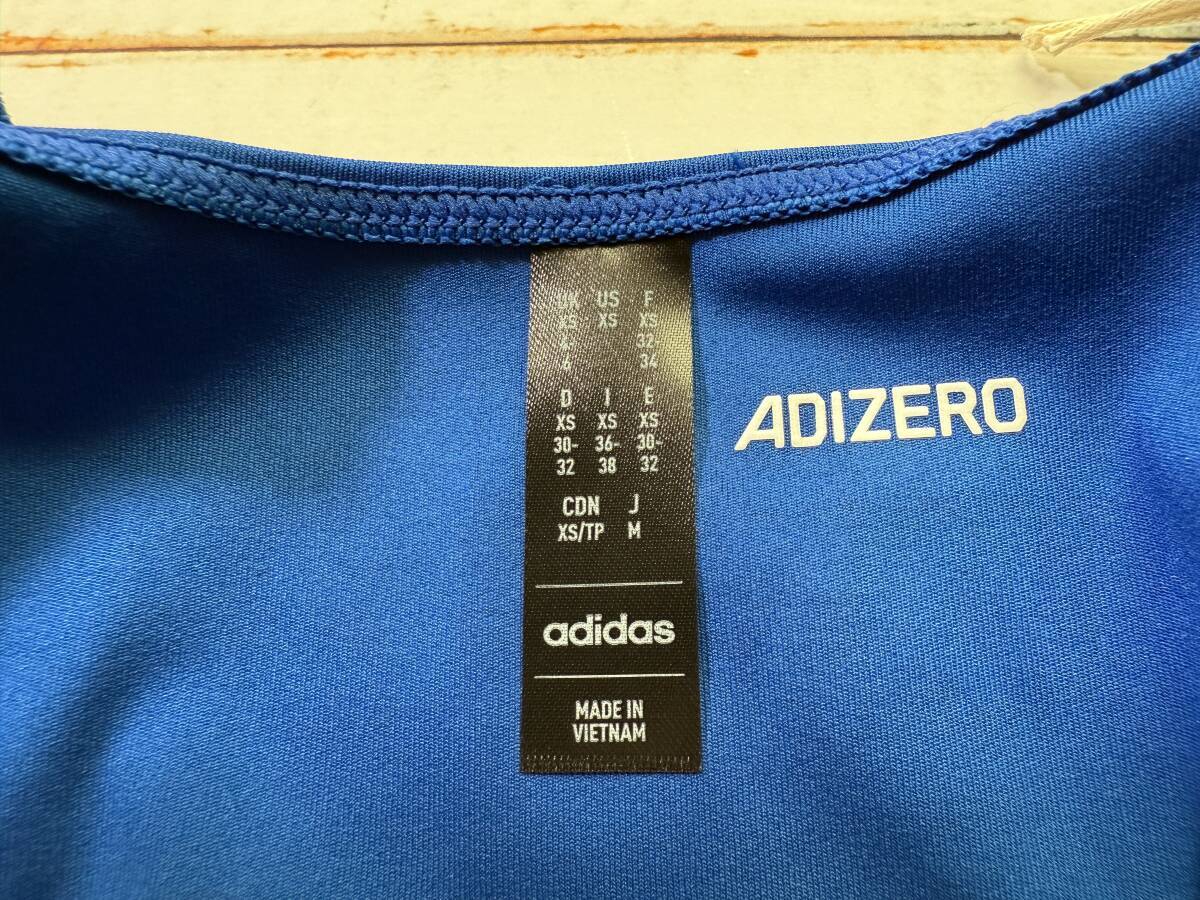 UK US F
XS XS XS
4- 32-
6 34
D I E
XS XS XS
30- 36- 30-
32 38 32
CDN J
XS/TP M
adidas
MADE IN
VIETNAM
ADIZERO